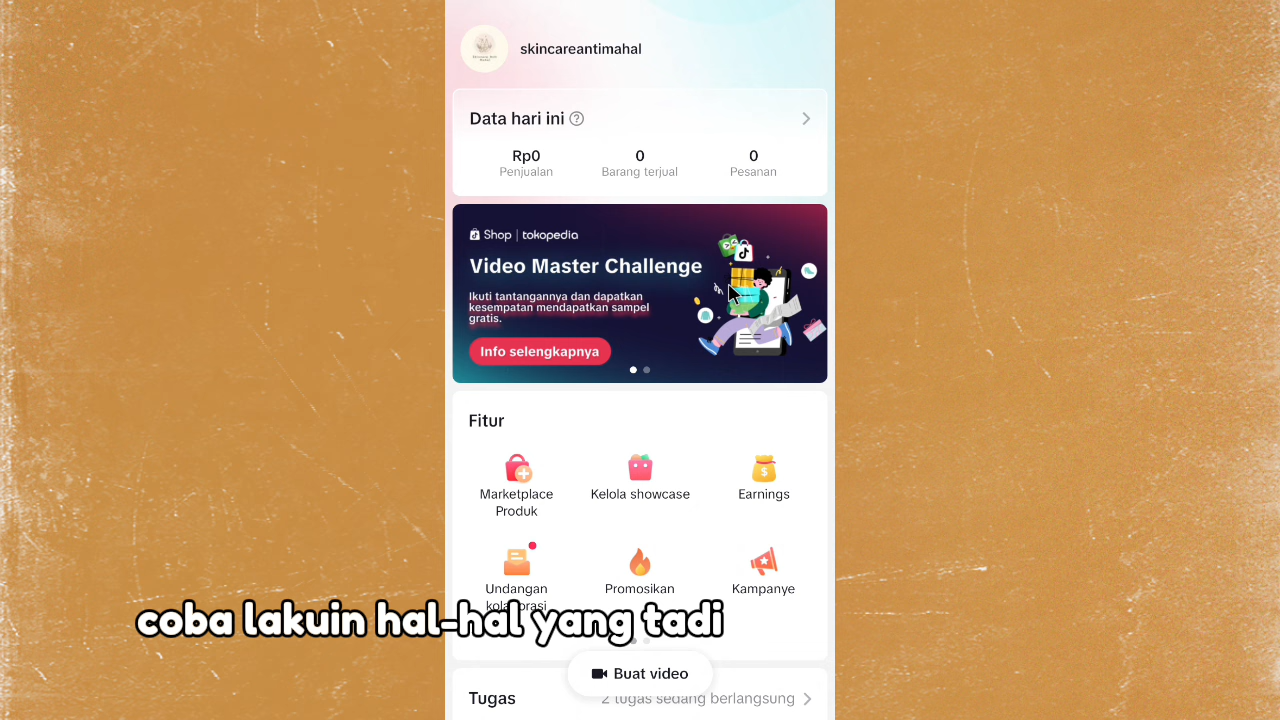 skincareantimahal
Data hari ini ?
Rp0 0 0
Penjualan Barang terjual Pesanan
Shop | tokopedia
Video Master Challenge
Ikuti tantangannya dan dapatkan
kesempatan mendapatkan sampel
gratis.
Info selengkapnya
Fitur
Marketplace Kelola showcase Earnings
Produk
Undangan Promosikan Kampanye
kolaborasi
coba lakuin hal-hal yang tadi
Buat video
Tugas 2 tugas sedang berlangsung